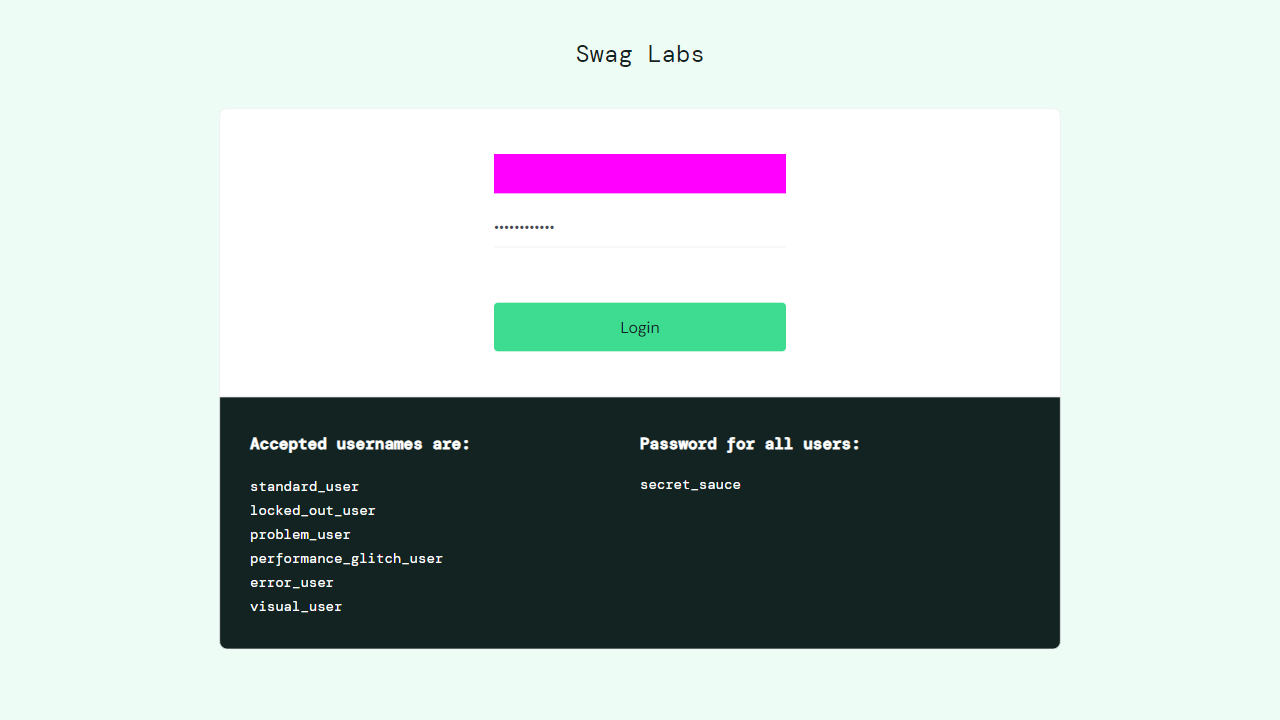 Swag Labs
••••••••••••
Login
Accepted usernames are:
standard_user
locked_out_user
problem_user
performance_glitch_user
error_user
visual_user
Password for all users:
secret_sauce